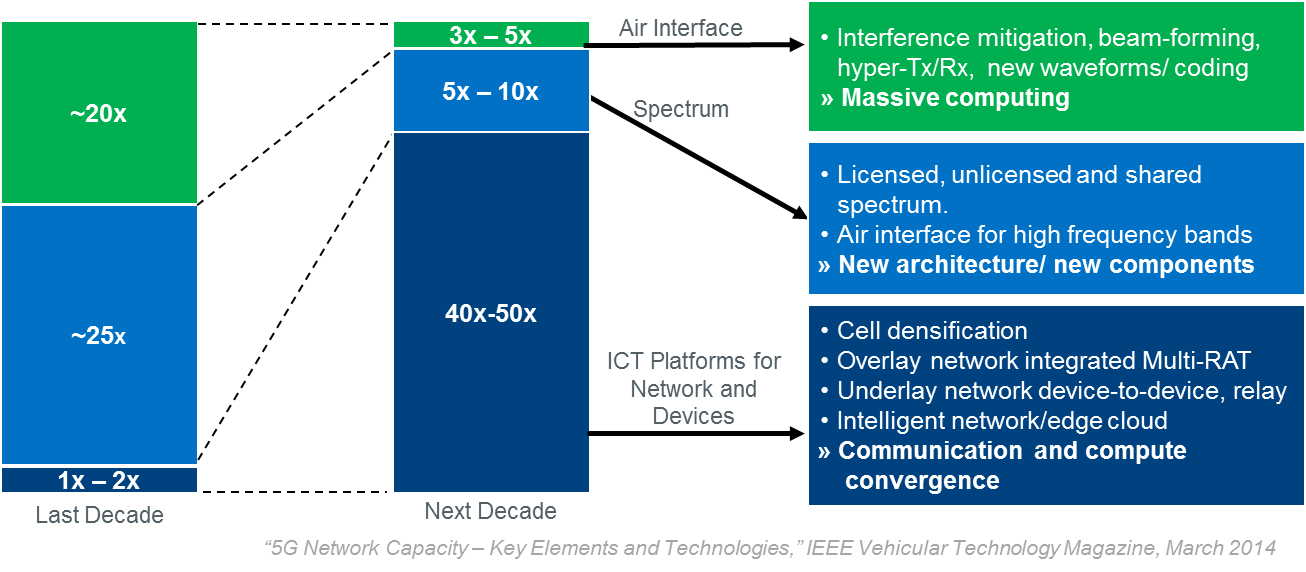 ~20x
~25x
1x – 2x
Last Decade
3x – 5x
5x – 10x
40x-50x
Next Decade
Air Interface
Spectrum
ICT Platforms for
Network and
Devices
• Interference mitigation, beam-forming,
hyper-Tx/Rx, new waveforms/ coding
» Massive computing
• Licensed, unlicensed and shared
spectrum.
• Air interface for high frequency bands
» New architecture/ new components
• Cell densification
• Overlay network integrated Multi-RAT
• Underlay network device-to-device, relay
• Intelligent network/edge cloud
» Communication and compute
convergence
“5G Network Capacity – Key Elements and Technologies,” IEEE Vehicular Technology Magazine, March 2014